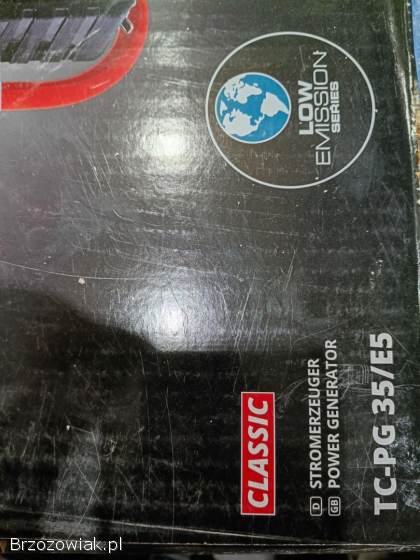 LOW
EMISSION
SERIES
CLASSIC
D STROMERZEUGER
GB POWER GENERATOR
TC-PG 35/E5
Brzozowiak.pl